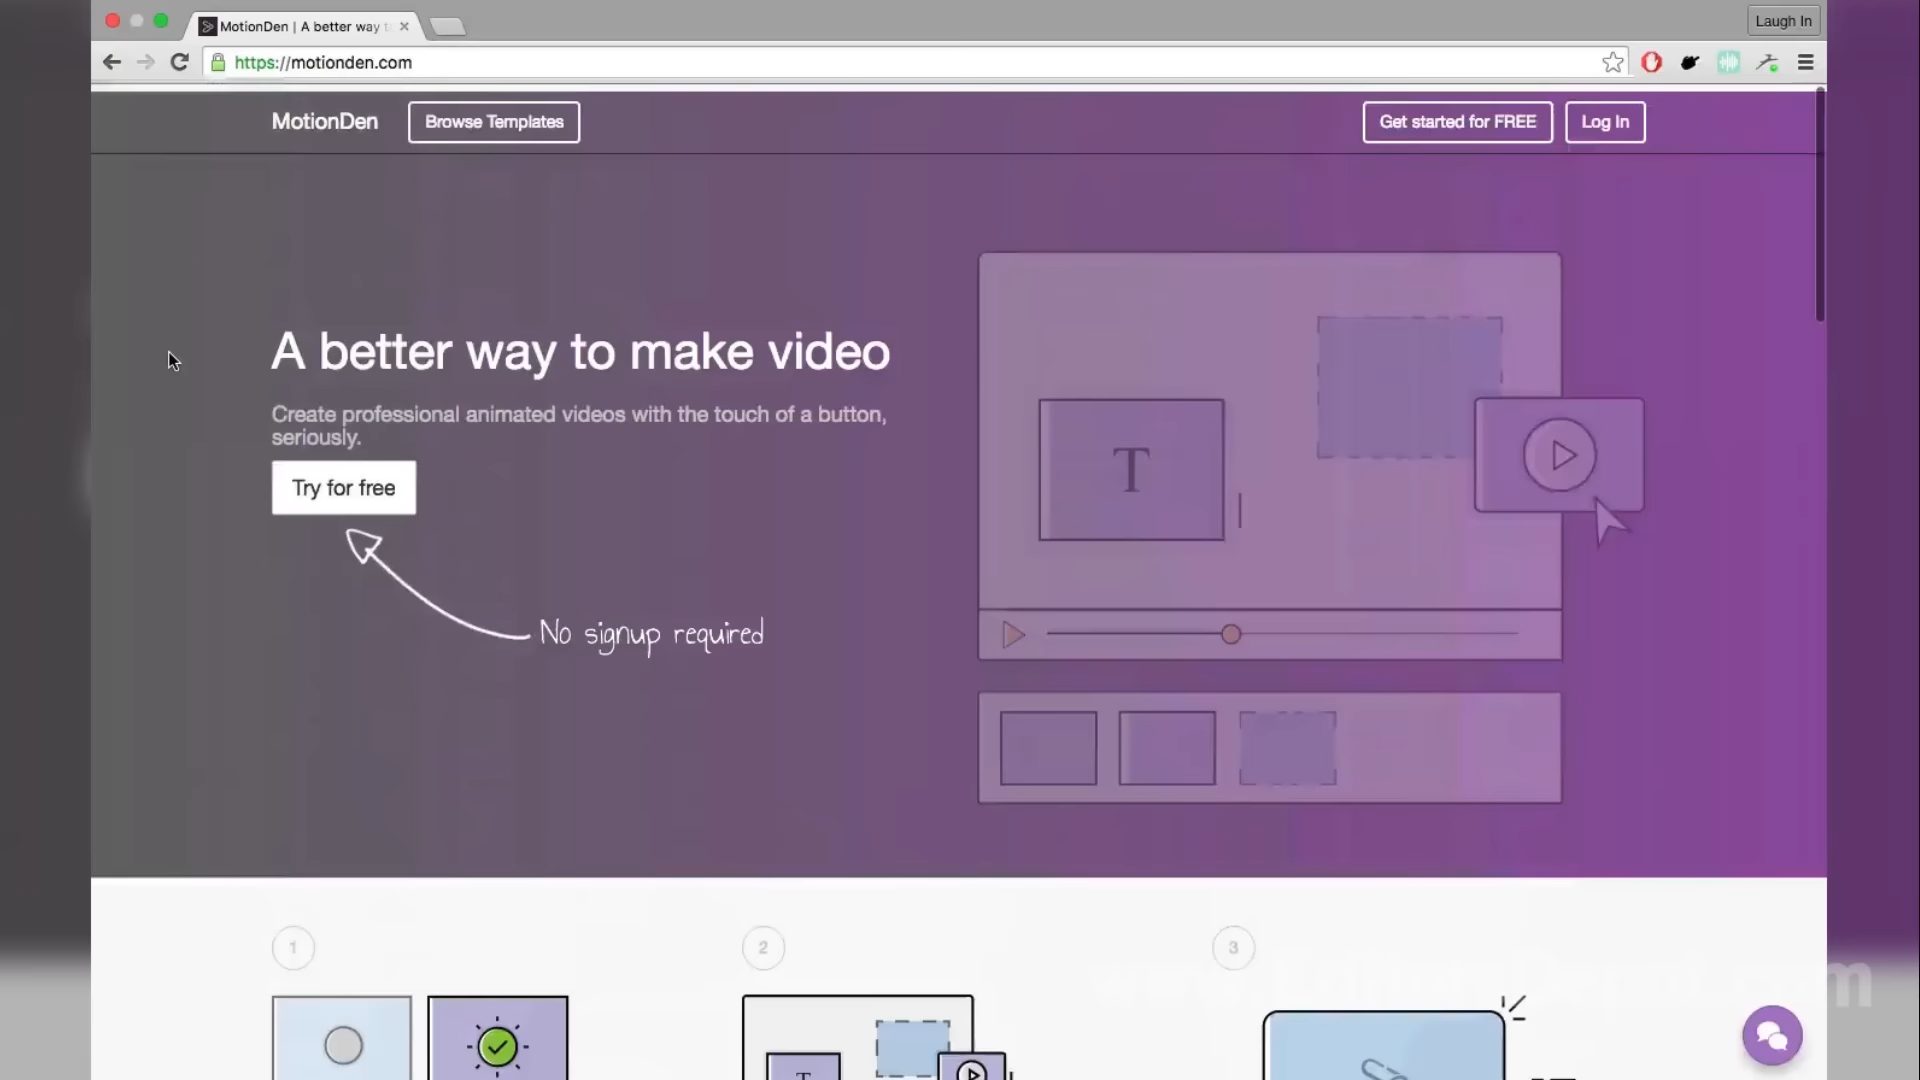 MotionDen | A better way t
Laugh In
https://motionden.com
MotionDen
Browse Templates
Get started for FREE
Log In
A better way to make video
Create professional animated videos with the touch of a button,
seriously.
Try for free
No signup required
T
1
2
3
T